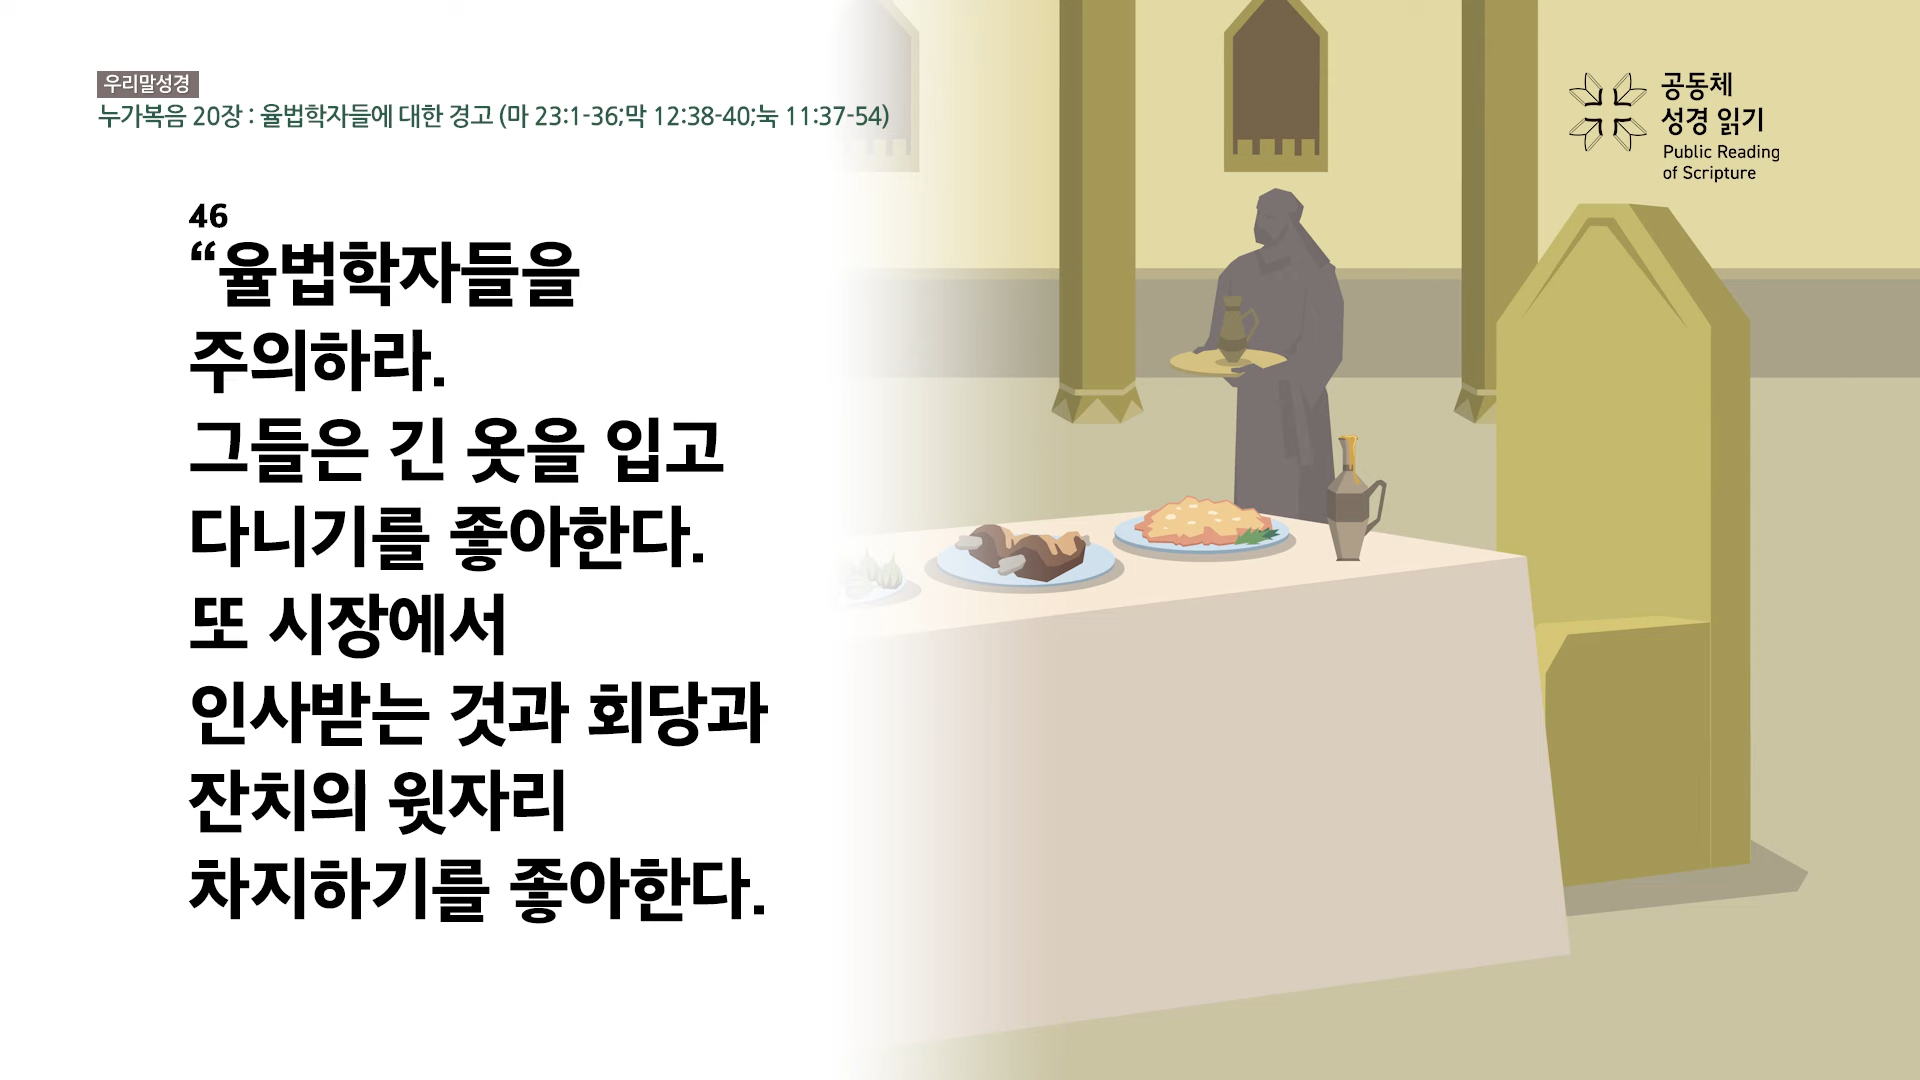 우리말성경
누가복음 20장 : 율법학자들에 대한 경고 (마 23:1-36;막 12:38-40;눅 11:37-54)
공동체
성경 읽기
Public Reading
of Scripture
46
“율법학자들을
주의하라.
그들은 긴 옷을 입고
다니기를 좋아한다.
또 시장에서
인사받는 것과 회당과
잔치의 윗자리
차지하기를 좋아한다.